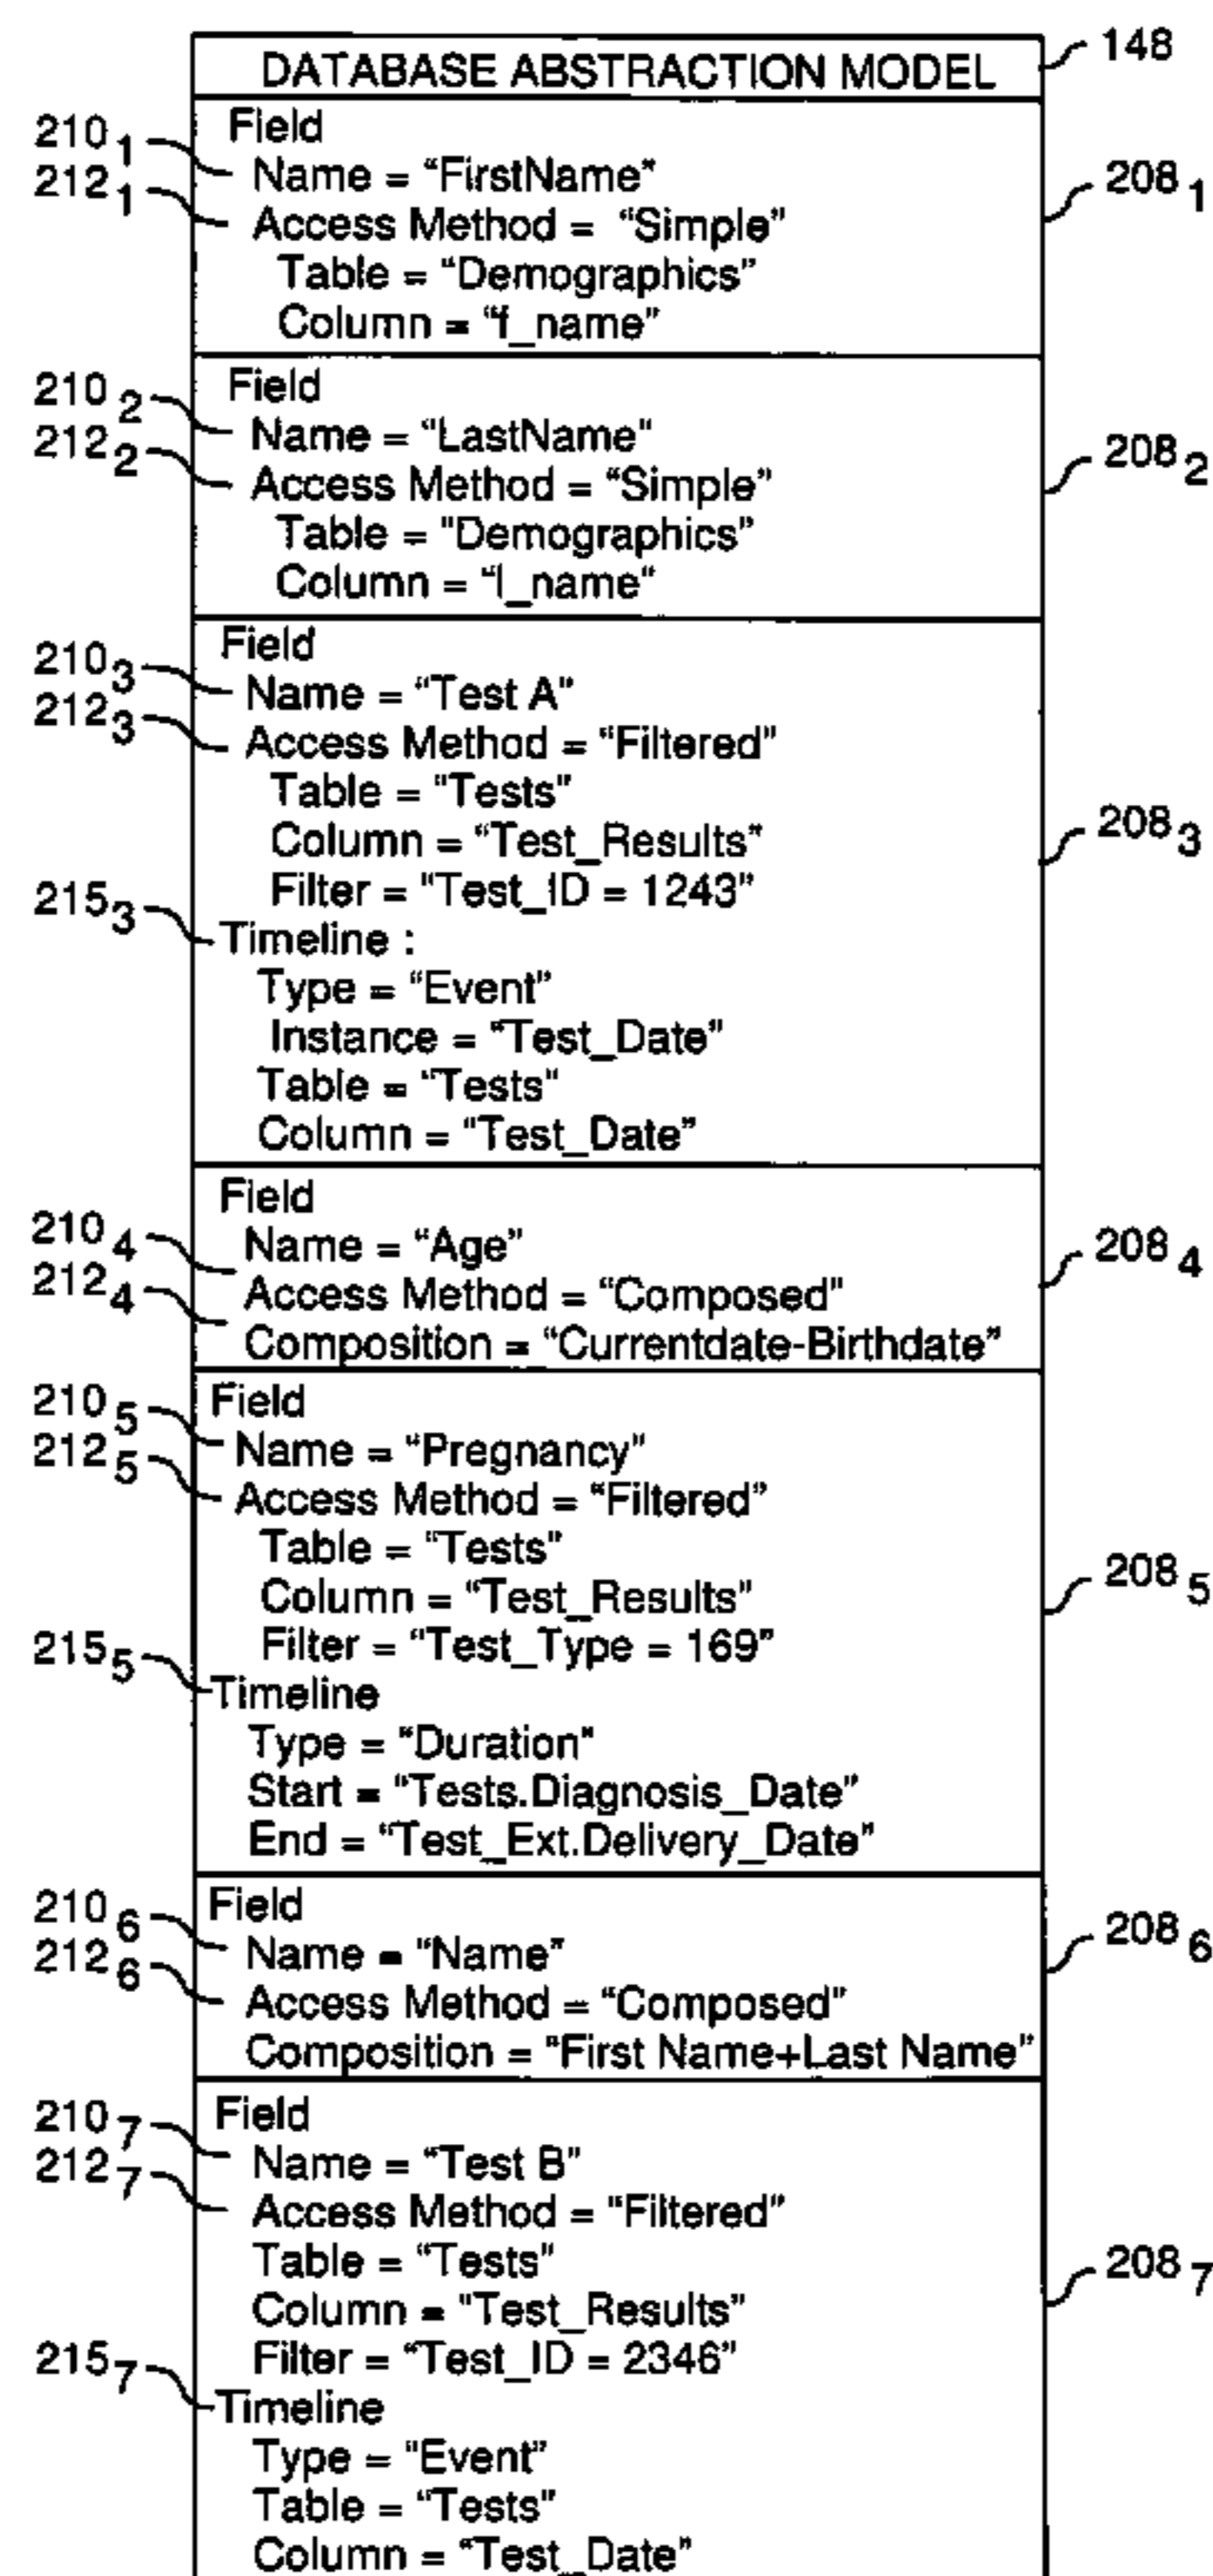 DATABASE ABSTRACTION MODEL 148
Field
210 1 Name = “FirstName” 208 1
212 1 Access Method = “Simple”
Table = “Demographics”
Column = “f_name”
Field
210 2 Name = “LastName” 208 2
212 2 Access Method = “Simple”
Table = “Demographics”
Column = “l_name”
Field
210 3 Name = “Test A”
212 3 Access Method = “Filtered”
Table = “Tests”
Column = “Test_Results” 208 3
Filter = “Test_ID = 1243”
215 3 Timeline :
Type = “Event”
Instance = “Test_Date”
Table = “Tests”
Column = “Test_Date”
Field
210 4 Name = “Age” 208 4
212 4 Access Method = “Composed”
Composition = “Currentdate-Birthdate”
Field
210 5 Name = “Pregnancy”
212 5 Access Method = “Filtered”
Table = “Tests”
Column = “Test_Results” 208 5
Filter = “Test_Type = 169”
215 5 Timeline
Type = “Duration”
Start = “Tests.Diagnosis_Date”
End = “Test_Ext.Delivery_Date”
Field
210 6 Name = “Name” 208 6
212 6 Access Method = “Composed”
Composition = “First Name+Last Name”
Field
210 7 Name = “Test B”
212 7 Access Method = “Filtered”
Table = “Tests” 208 7
Column = “Test_Results”
Filter = “Test_ID = 2346”
215 7 Timeline
Type = “Event”
Table = “Tests”
Column = “Test_Date”